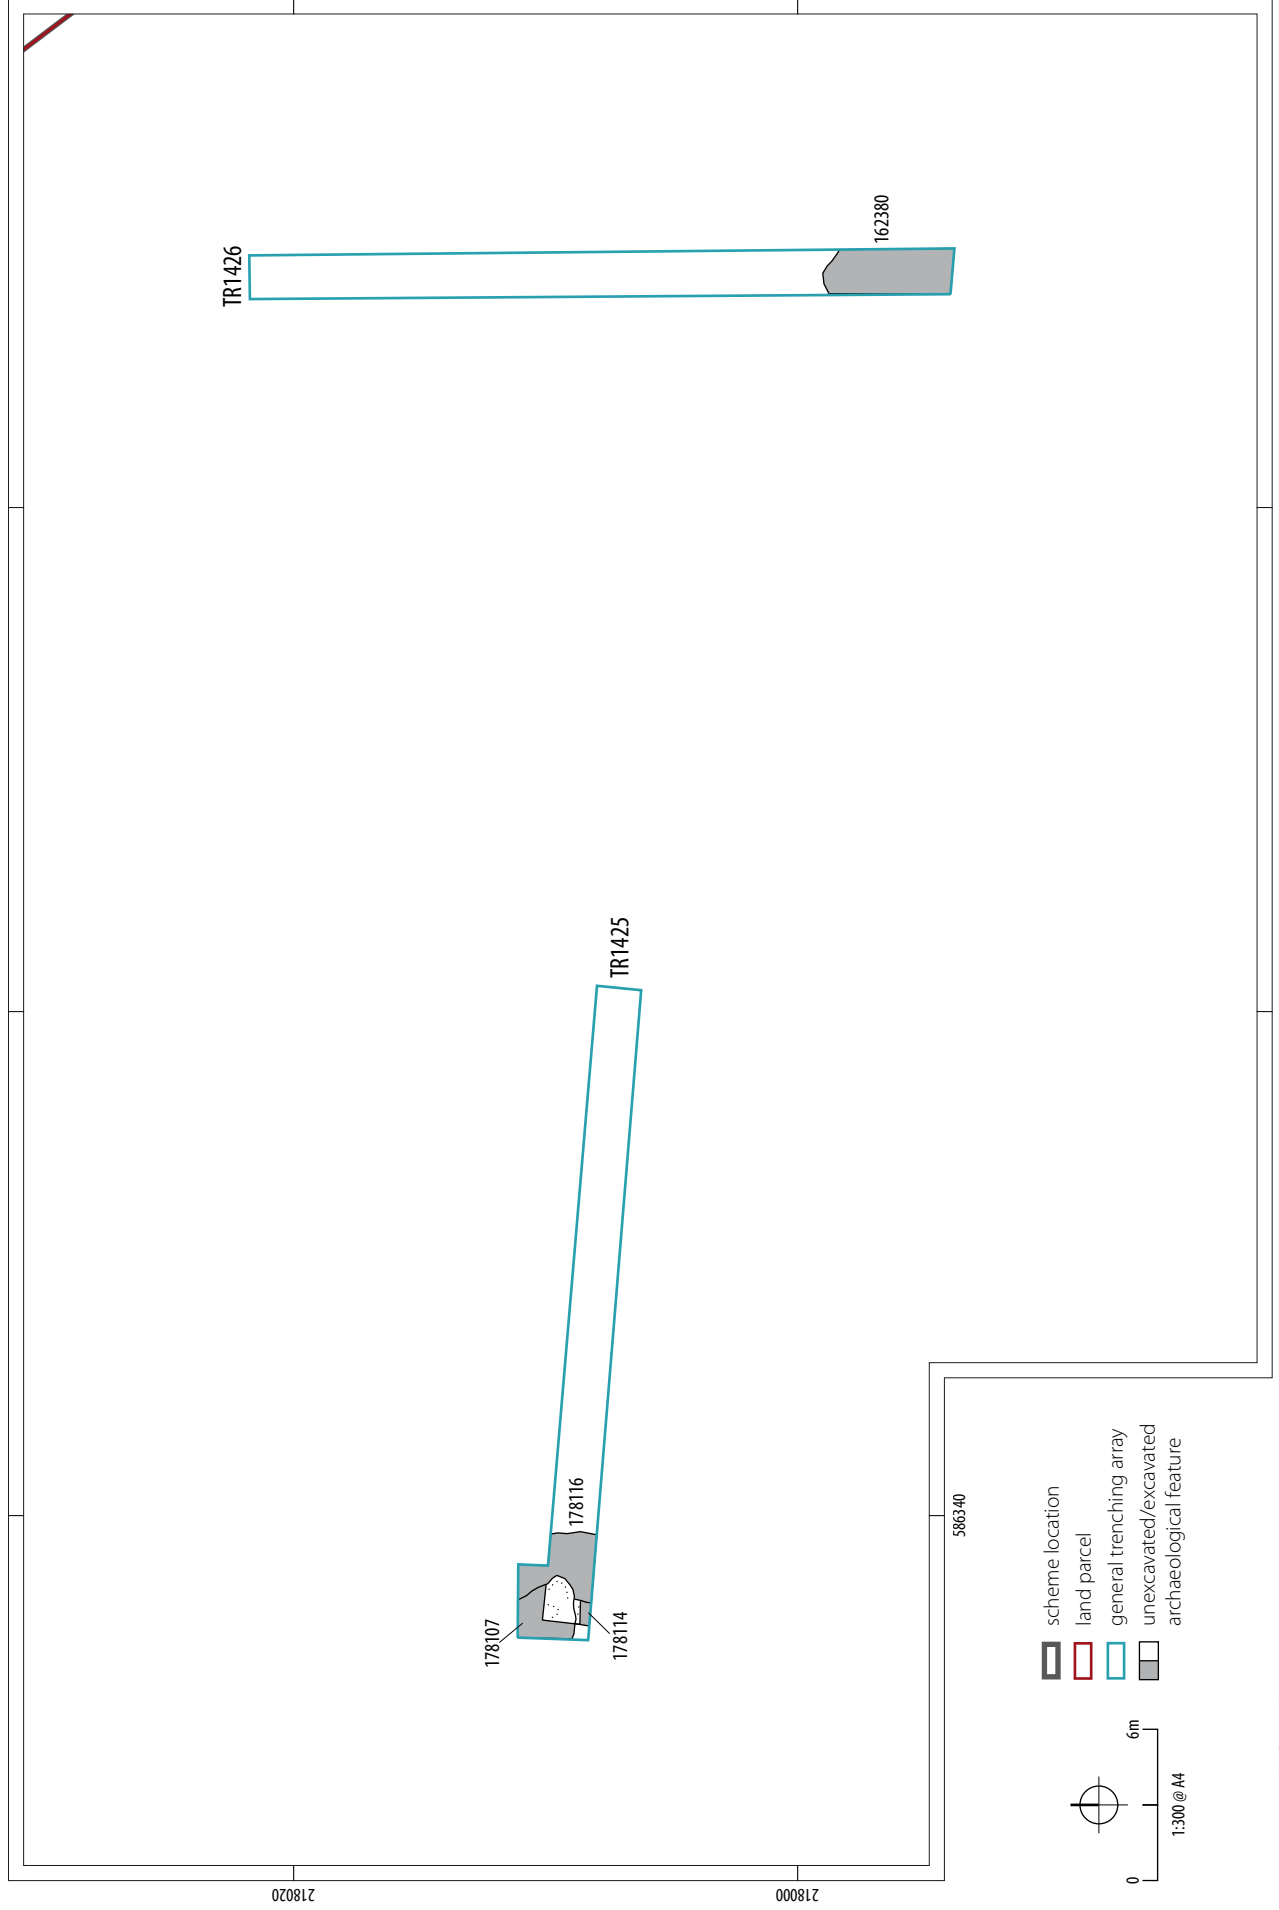 TR1426
162380
TR1425
178116
178107
178114
218020
218000
586340
scheme location
land parcel
general trenching array
unexcavated/excavated
archaeological feature
0
6m
1:300 @ A4